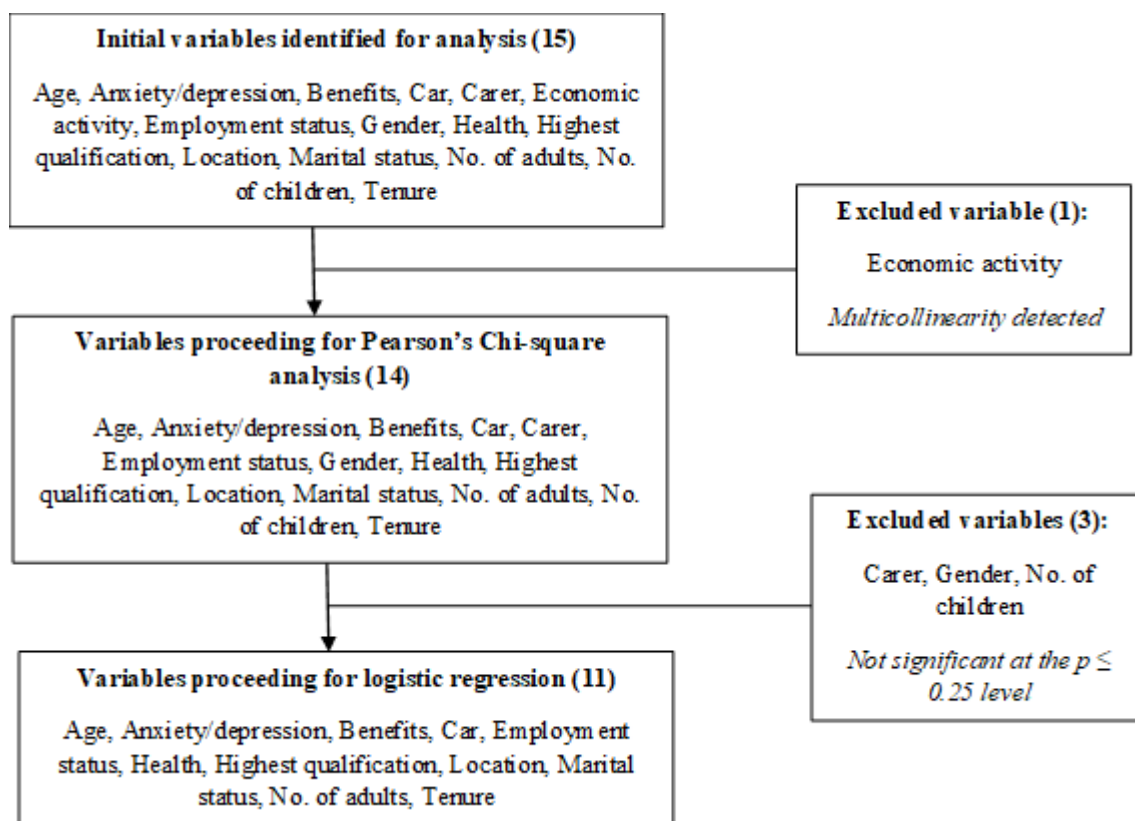 Initial variables identified for analysis (15)
Age, Anxiety/depression, Benefits, Car, Carer, Economic
activity, Employment status, Gender, Health, Highest
qualification, Location, Marital status, No. of adults, No.
of children, Tenure
Excluded variable (1):
Economic activity
Multicollinearity detected
Variables proceeding for Pearson's Chi-square
analysis (14)
Age, Anxiety/depression, Benefits, Car, Carer,
Employment status, Gender, Health, Highest
qualification, Location, Marital status, No. of adults, No.
of children, Tenure
Excluded variables (3):
Carer, Gender, No. of
children
Not significant at the p ≤
0.25 level
Variables proceeding for logistic regression (11)
Age, Anxiety/depression, Benefits, Car, Employment
status, Health, Highest qualification, Location, Marital
status, No. of adults, Tenure